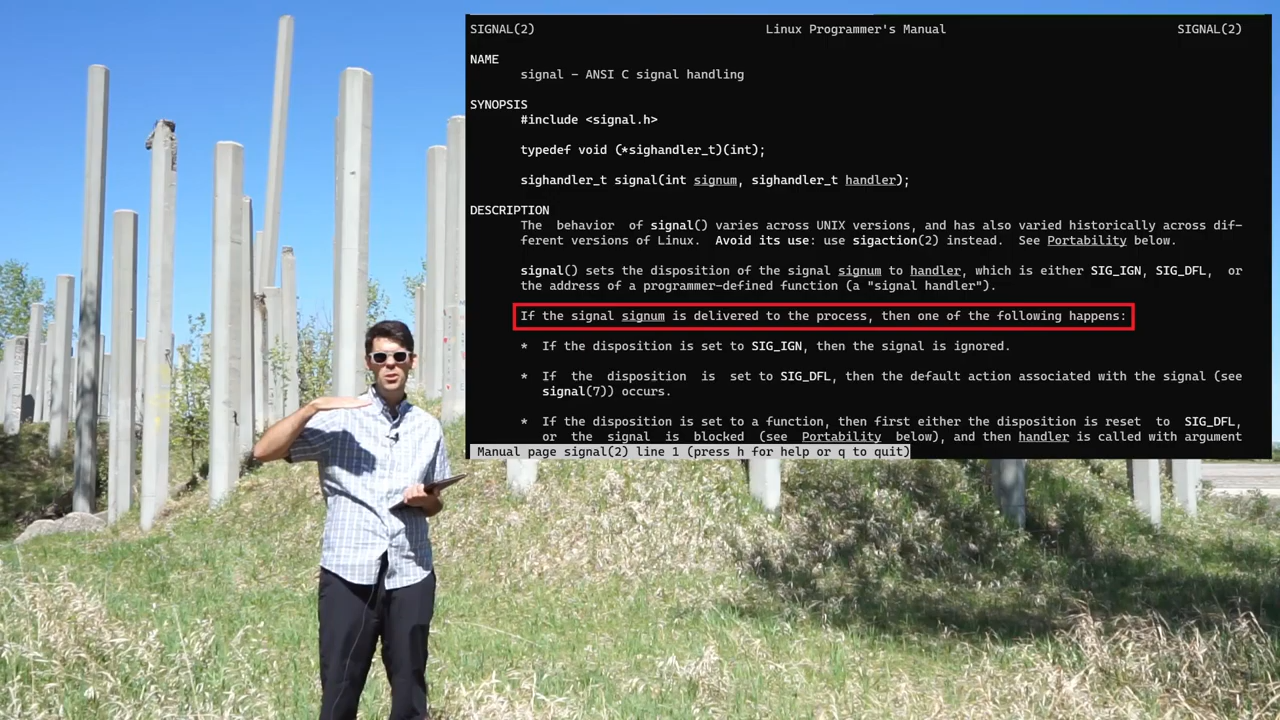 SIGNAL(2) Linux Programmer's Manual SIGNAL(2)
NAME
signal - ANSI C signal handling
SYNOPSIS
#include <signal.h>
typedef void (*sighandler_t)(int);
sighandler_t signal(int signum, sighandler_t handler);
DESCRIPTION
The behavior of signal() varies across UNIX versions, and has also varied historically across dif-
ferent versions of Linux. Avoid its use: use sigaction(2) instead. See Portability below.
signal() sets the disposition of the signal signum to handler, which is either SIG_IGN, SIG_DFL, or
the address of a programmer-defined function (a "signal handler").
If the signal signum is delivered to the process, then one of the following happens:
* If the disposition is set to SIG_IGN, then the signal is ignored.
* If the disposition is set to SIG_DFL, then the default action associated with the signal (see
signal(7)) occurs.
* If the disposition is set to a function, then first either the disposition is reset to SIG_DFL,
or the signal is blocked (see Portability below), and then handler is called with argument
Manual page signal(2) line 1 (press h for help or q to quit)